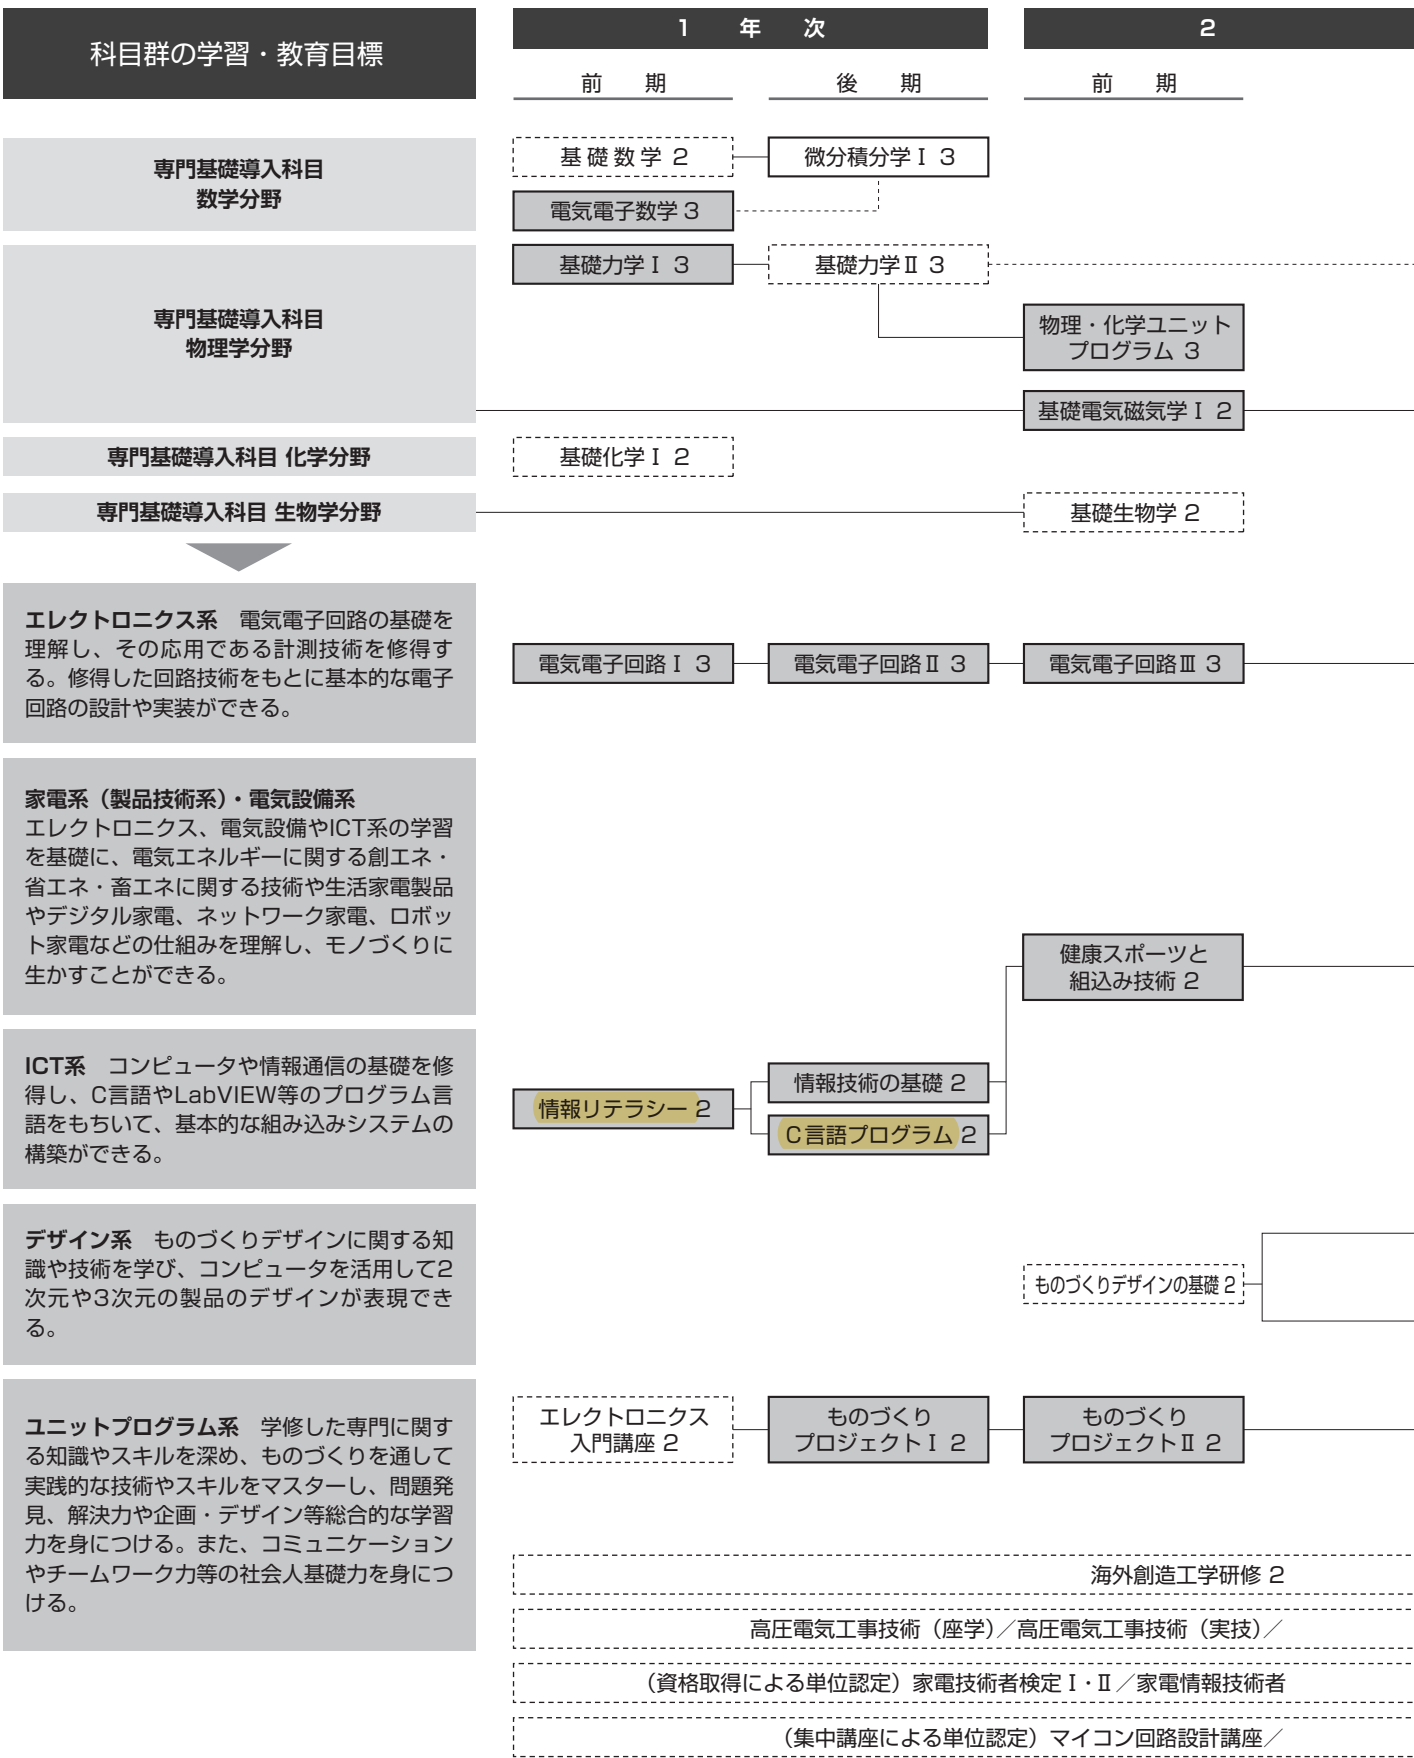 科目群の学習・教育目標
1 年 次
2
前 期
後 期
前 期
専門基礎導入科目
数学分野
基礎数学 2
微分積分学Ⅰ 3
電気電子数学 3
専門基礎導入科目
物理学分野
基礎力学Ⅰ 3
基礎力学Ⅱ 3
物理・化学ユニット
プログラム 3
基礎電気磁気学Ⅰ 2
専門基礎導入科目 化学分野
基礎化学Ⅰ 2
専門基礎導入科目 生物学分野
基礎生物学 2
エレクトロニクス系 電気電子回路の基礎を
理解し、その応用である計測技術を修得す
る。修得した回路技術をもとに基本的な電子
回路の設計や実装ができる。
電気電子回路Ⅰ 3
電気電子回路Ⅱ 3
電気電子回路Ⅲ 3
家電系（製品技術系）・電気設備系
エレクトロニクス、電気設備やICT系の学習
を基礎に、電気エネルギーに関する創エネ・
省エネ・畜エネに関する技術や生活家電製品
やデジタル家電、ネットワーク家電、ロボッ
ト家電などの仕組みを理解し、モノづくりに
生かすことができる。
健康スポーツと
組込み技術 2
ICT系 コンピュータや情報通信の基礎を修
得し、C言語やLabVIEW等のプログラム言
語をもちいて、基本的な組み込みシステムの
構築ができる。
情報リテラシー 2
情報技術の基礎 2
C言語プログラム 2
デザイン系 ものづくりデザインに関する知
識や技術を学び、コンピュータを活用して2
次元や3次元の製品のデザインが表現でき
る。
ものづくりデザインの基礎 2
ユニットプログラム系 学修した専門に関す
る知識やスキルを深め、ものづくりを通して
実践的な技術やスキルをマスターし、問題発
見、解決力や企画・デザイン等総合的な学習
力を身につける。また、コミュニケーション
やチームワーク力等の社会人基礎力を身につ
ける。
エレクトロニクス
入門講座 2
ものづくり
プロジェクトⅠ 2
ものづくり
プロジェクトⅡ 2
海外創造工学研修 2
高圧電気工事技術（座学）／高圧電気工事技術（実技）／
（資格取得による単位認定）家電技術者検定Ⅰ・Ⅱ／家電情報技術者
（集中講座による単位認定）マイコン回路設計講座／